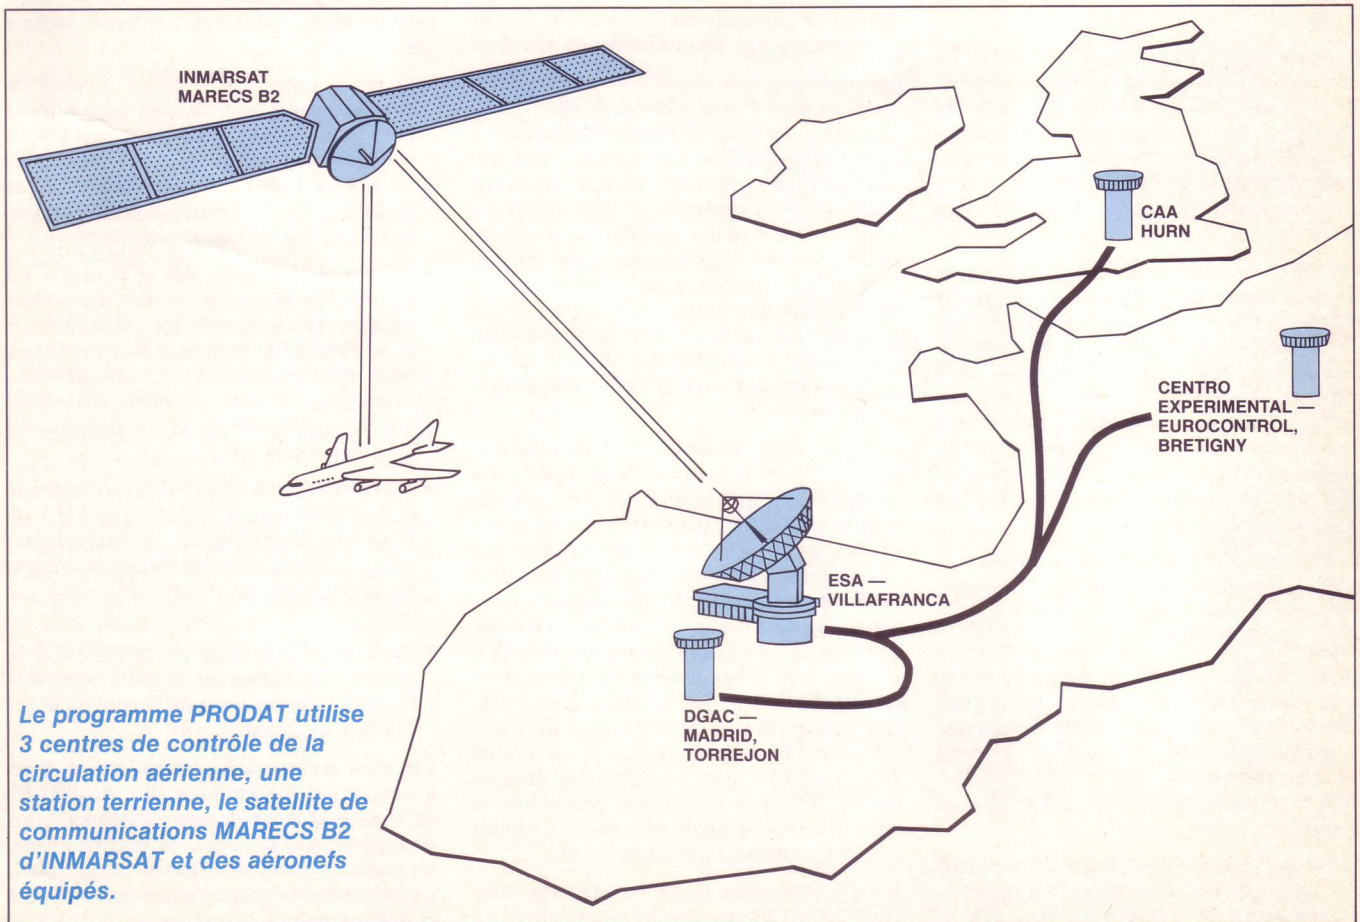 INMARSAT
MARECS B2
CAA
HURN
CENTRO
EXPERIMENTAL —
EUROCONTROL,
BRETIGNY
ESA —
VILLAFRANCA
DGAC —
MADRID,
TORREJON
Le programme PRODAT utilise
3 centres de contrôle de la
circulation aérienne, une
station terrienne, le satellite de
communications MARECS B2
d'INMARSAT et des aéronefs
équipés.